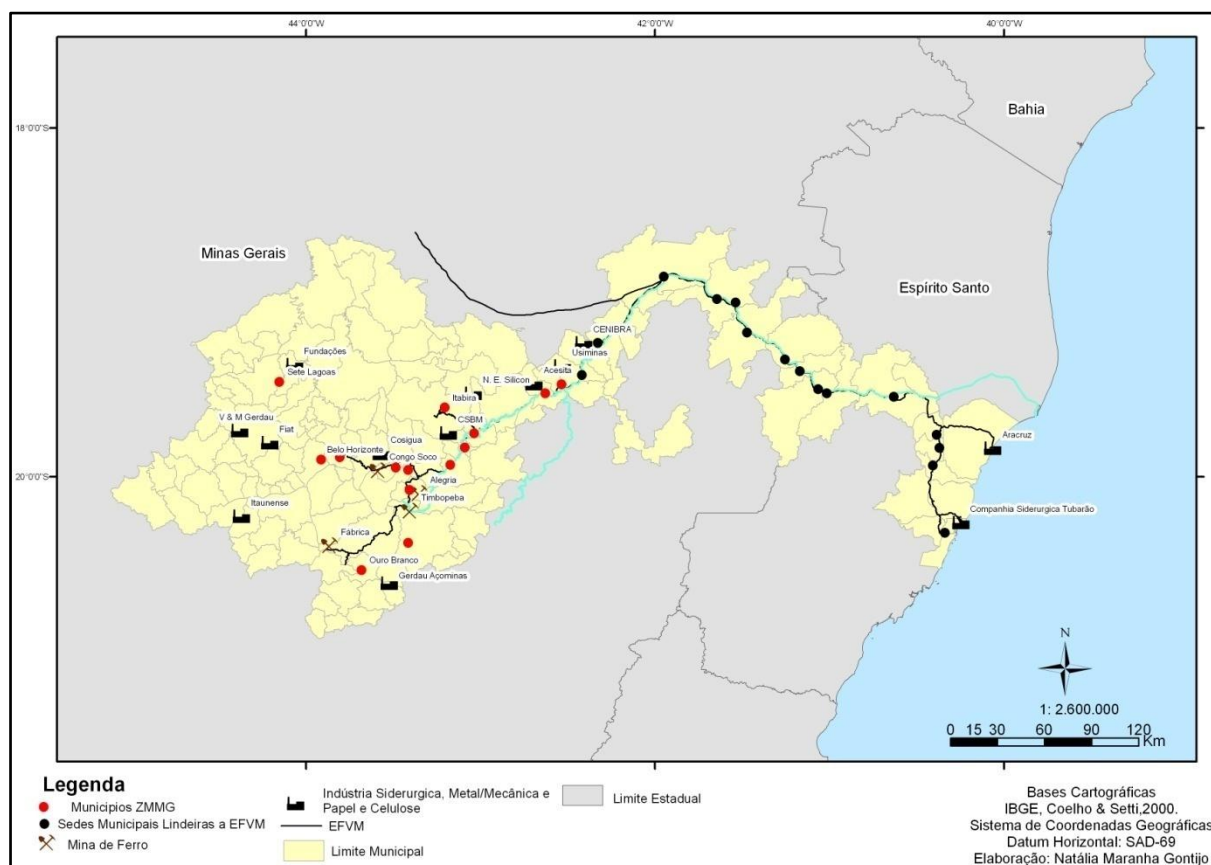 44°0'0"W 42°0'0"W 40°0'0"W
18°0'0"S
20°0'0"S
Bahia
Minas Gerais
Espírito Santo
Fundações
Sete Lagoas
CENIBRA
Usiminas
Acesita
N. E. Silicon
Itabira
V & M Gerdau
Fiat
CSBM
Cosigua
Belo Horizonte
Congo Soco
Aracruz
Alegria
Timbopeba
Itaunense
Companhia Siderurgica Tubarão
Fábrica
Ouro Branco
Gerdau Açominas
N
1: 2.600.000
0 15 30 60 90 120
Km
Legenda
Municipios ZMMG
Sedes Municipais Lindeiras a EFVM
Mina de Ferro
Indústria Siderurgica, Metal/Mecânica e
Papel e Celulose
EFVM
Limite Municipal
Limite Estadual
Bases Cartográficas
IBGE, Coelho & Setti,2000.
Sistema de Coordenadas Geográficas
Datum Horizontal: SAD-69
Elaboração: Natália Maranha Gontijo